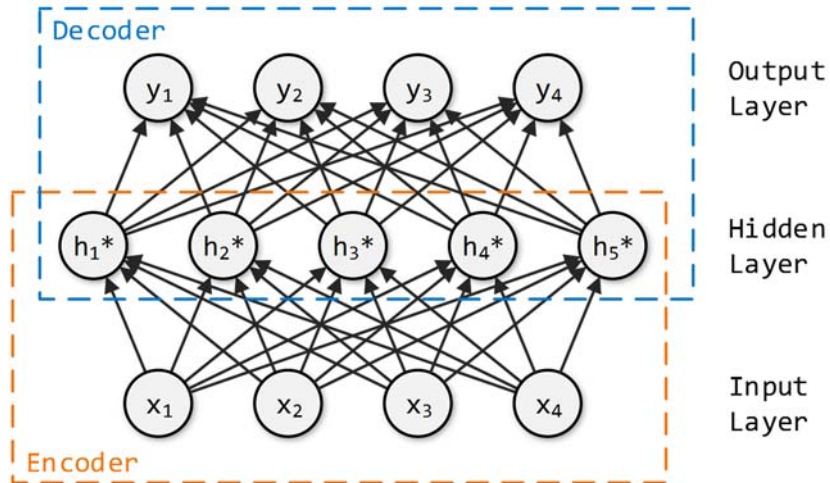 Decoder
y₁ y₂ y₃ y₄
Output
Layer
h₁* h₂* h₃* h₄* h₅*
Hidden
Layer
x₁ x₂ x₃ x₄
Input
Layer
Encoder